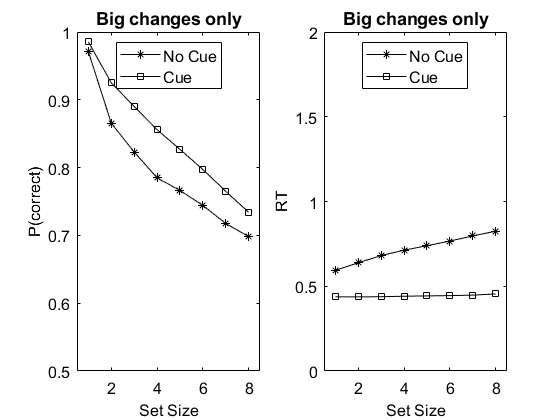 Big changes only
No Cue
Cue
P(correct)
1
0.9
0.8
0.7
0.6
0.5
2 4 6 8
Set Size
Big changes only
No Cue
Cue
RT
2
1.5
1
0.5
0
2 4 6 8
Set Size